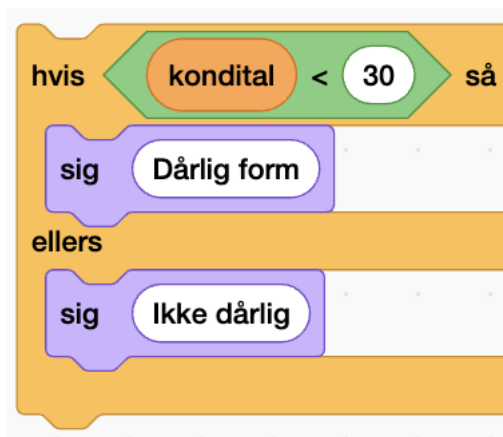 hvis kondital < 30 så
sig Dårlig form
ellers
sig Ikke dårlig